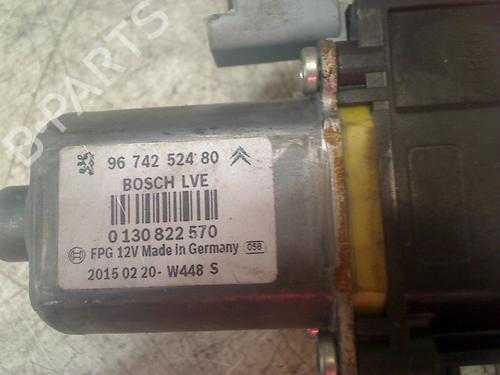 96 742 524 80
BOSCH LVE
N
0 130 822 570
FPG 12V Made in Germany 058
2015 02 20- W448 S
B-PARTS